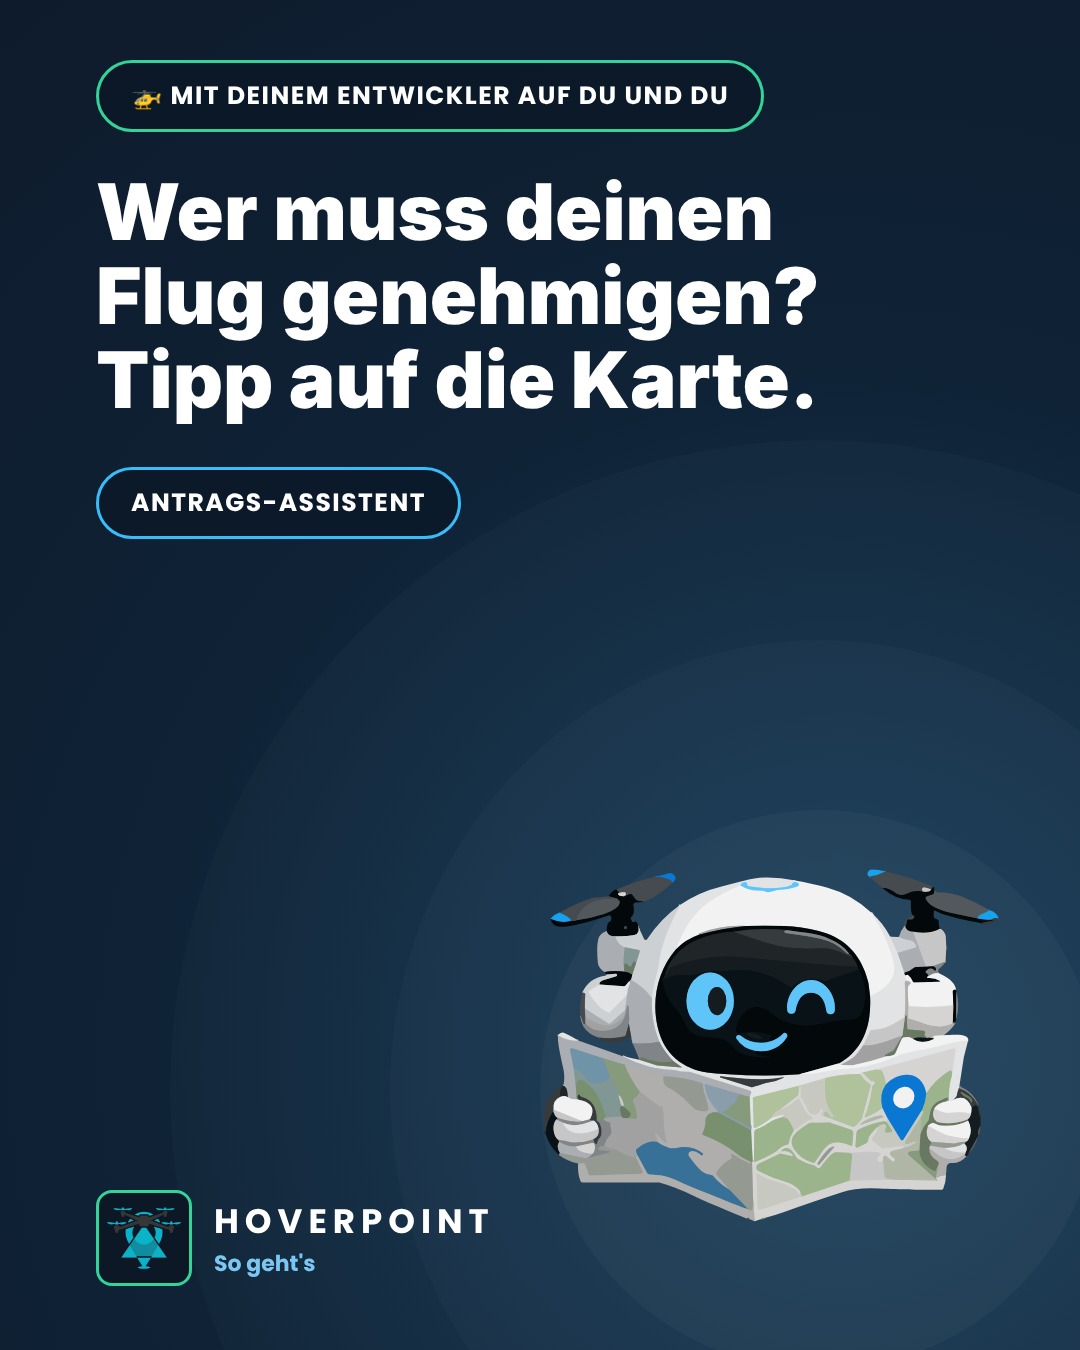 🚁 MIT DEINEM ENTWICKLER AUF DU UND DU
Wer muss deinen
Flug genehmigen?
Tipp auf die Karte.
ANTRAGS-ASSISTENT
HOVERPOINT
So geht's